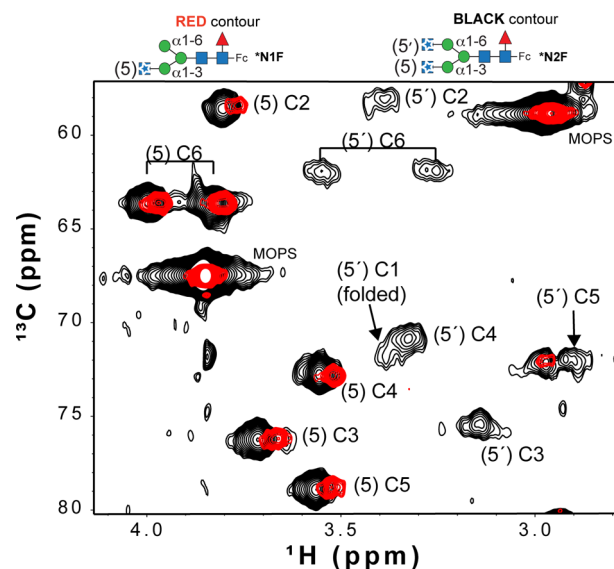 RED contour
BLACK contour
α1-6
(5)
α1-3
Fc
*N1F
(5′)
α1-6
(5)
α1-3
Fc
*N2F
(5) C2
(5′) C2
(5′) C6
MOPS
(5) C6
MOPS
(5′) C1
(folded)
(5′) C5
(5′) C4
(5) C4
(5) C3
(5′) C3
(5) C5
60
65
70
75
80
¹³C (ppm)
4.0
3.5
3.0
¹H (ppm)